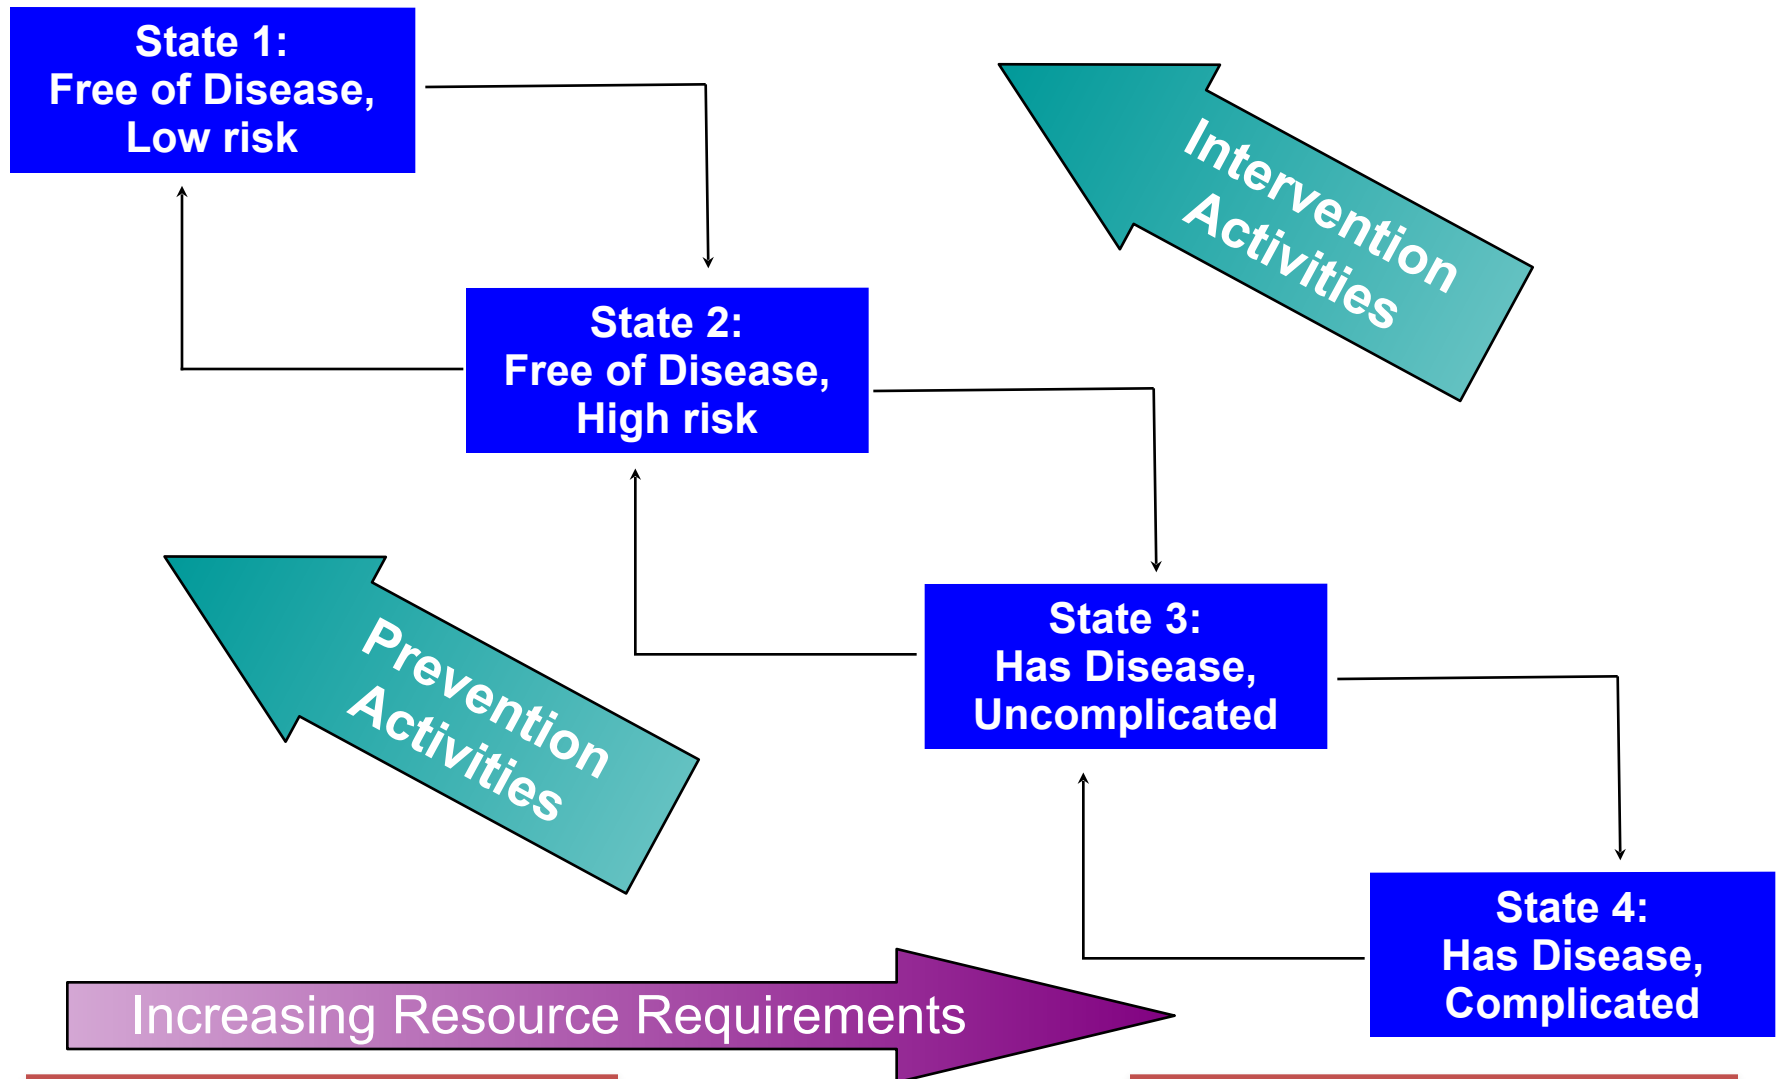 State 1:
Free of Disease,
Low risk
Intervention
Activities
State 2:
Free of Disease,
High risk
State 3:
Has Disease,
Uncomplicated
Prevention
Activities
State 4:
Has Disease,
Complicated
Increasing Resource Requirements